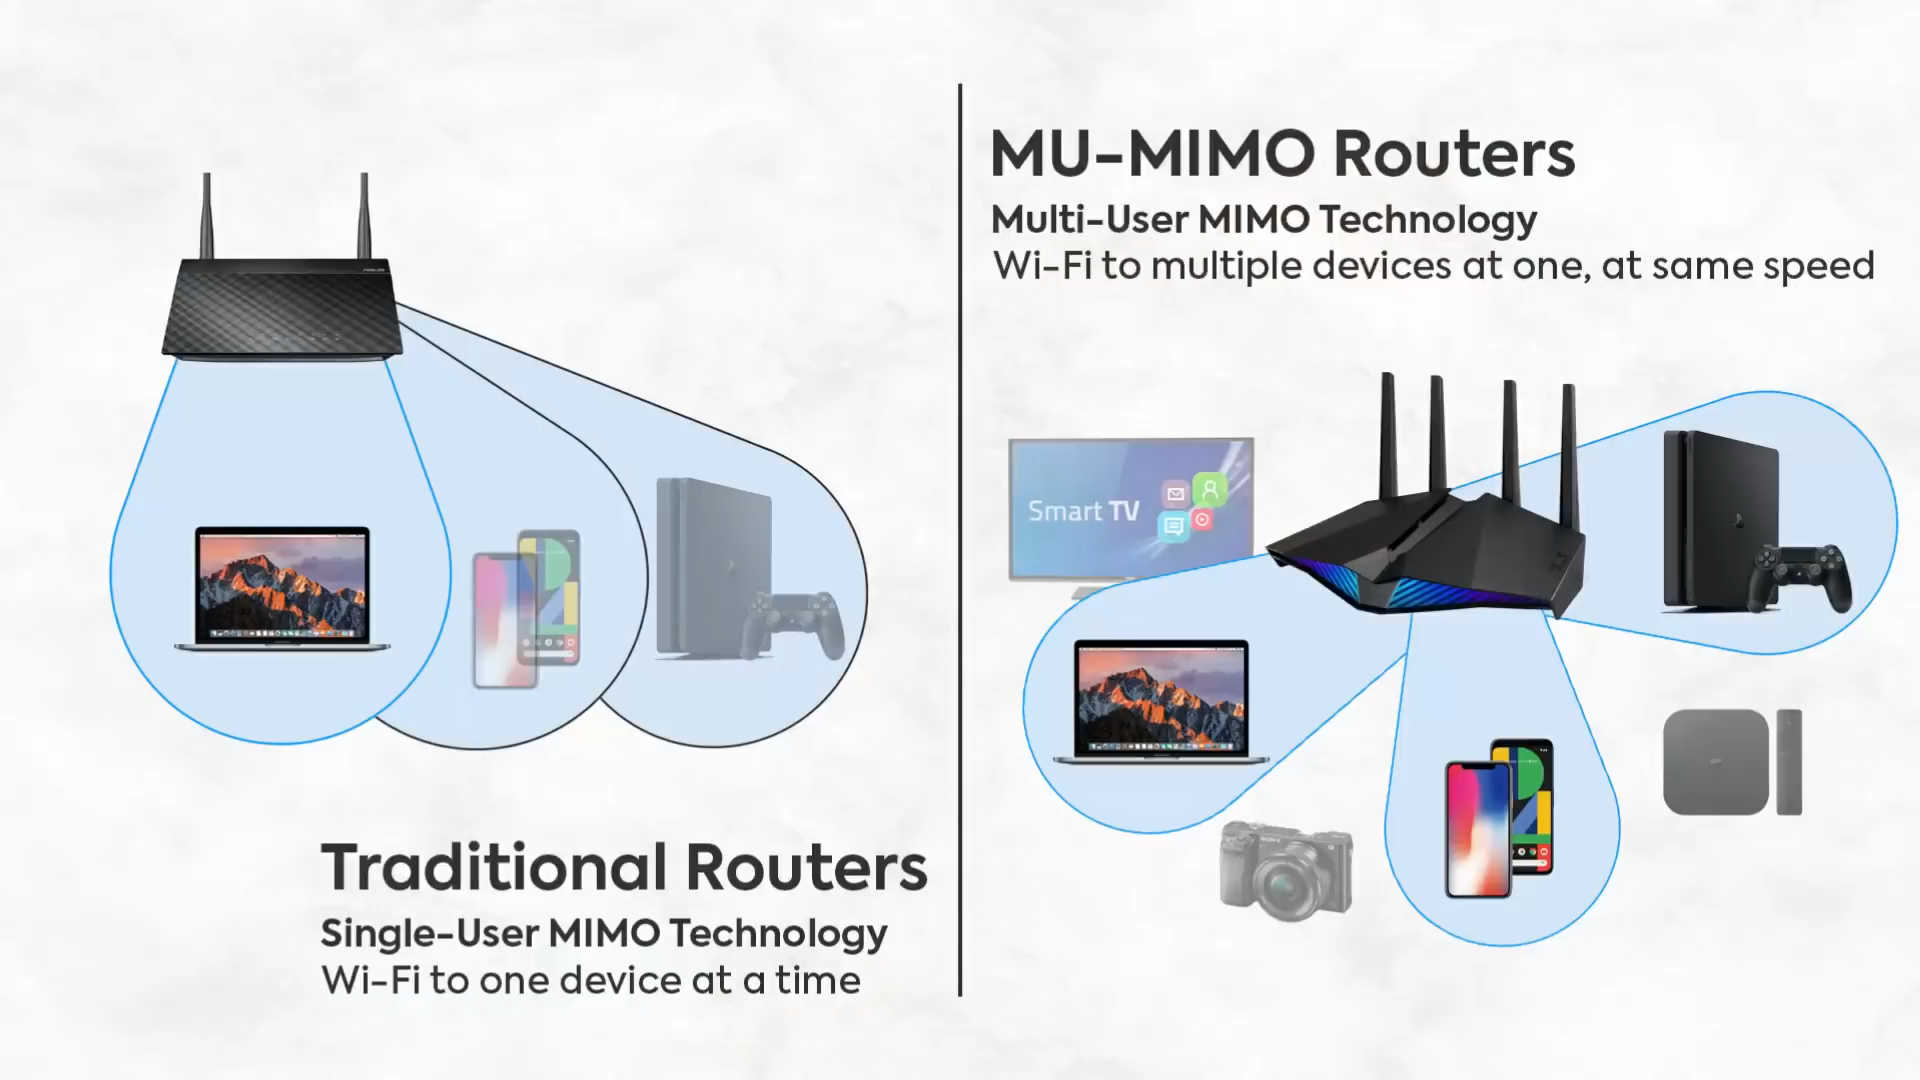 MU-MIMO Routers
Multi-User MIMO Technology
Wi-Fi to multiple devices at one, at same speed
Smart TV
Traditional Routers
Single-User MIMO Technology
Wi-Fi to one device at a time